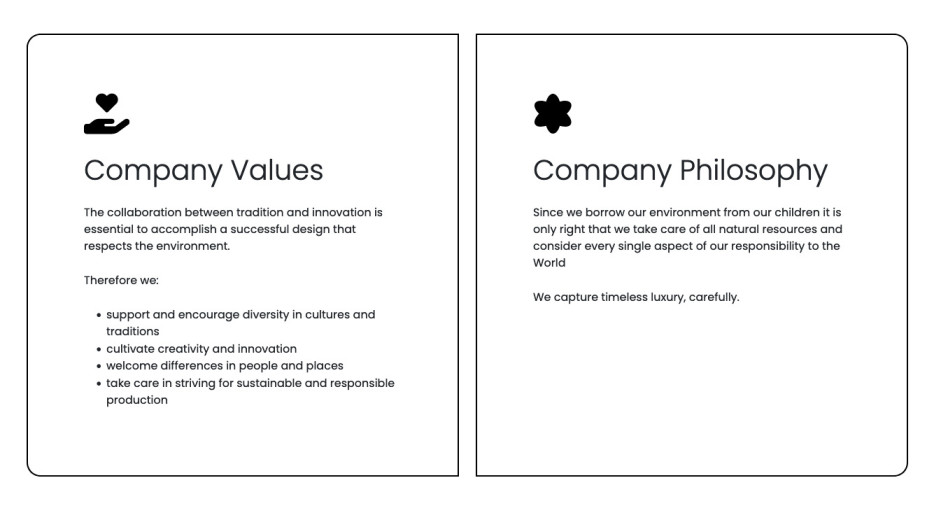 Company Values
The collaboration between tradition and innovation is
essential to accomplish a successful design that
respects the environment.
Therefore we:
• support and encourage diversity in cultures and
traditions
• cultivate creativity and innovation
• welcome differences in people and places
• take care in striving for sustainable and responsible
production
Company Philosophy
Since we borrow our environment from our children it is
only right that we take care of all natural resources and
consider every single aspect of our responsibility to the
World
We capture timeless luxury, carefully.